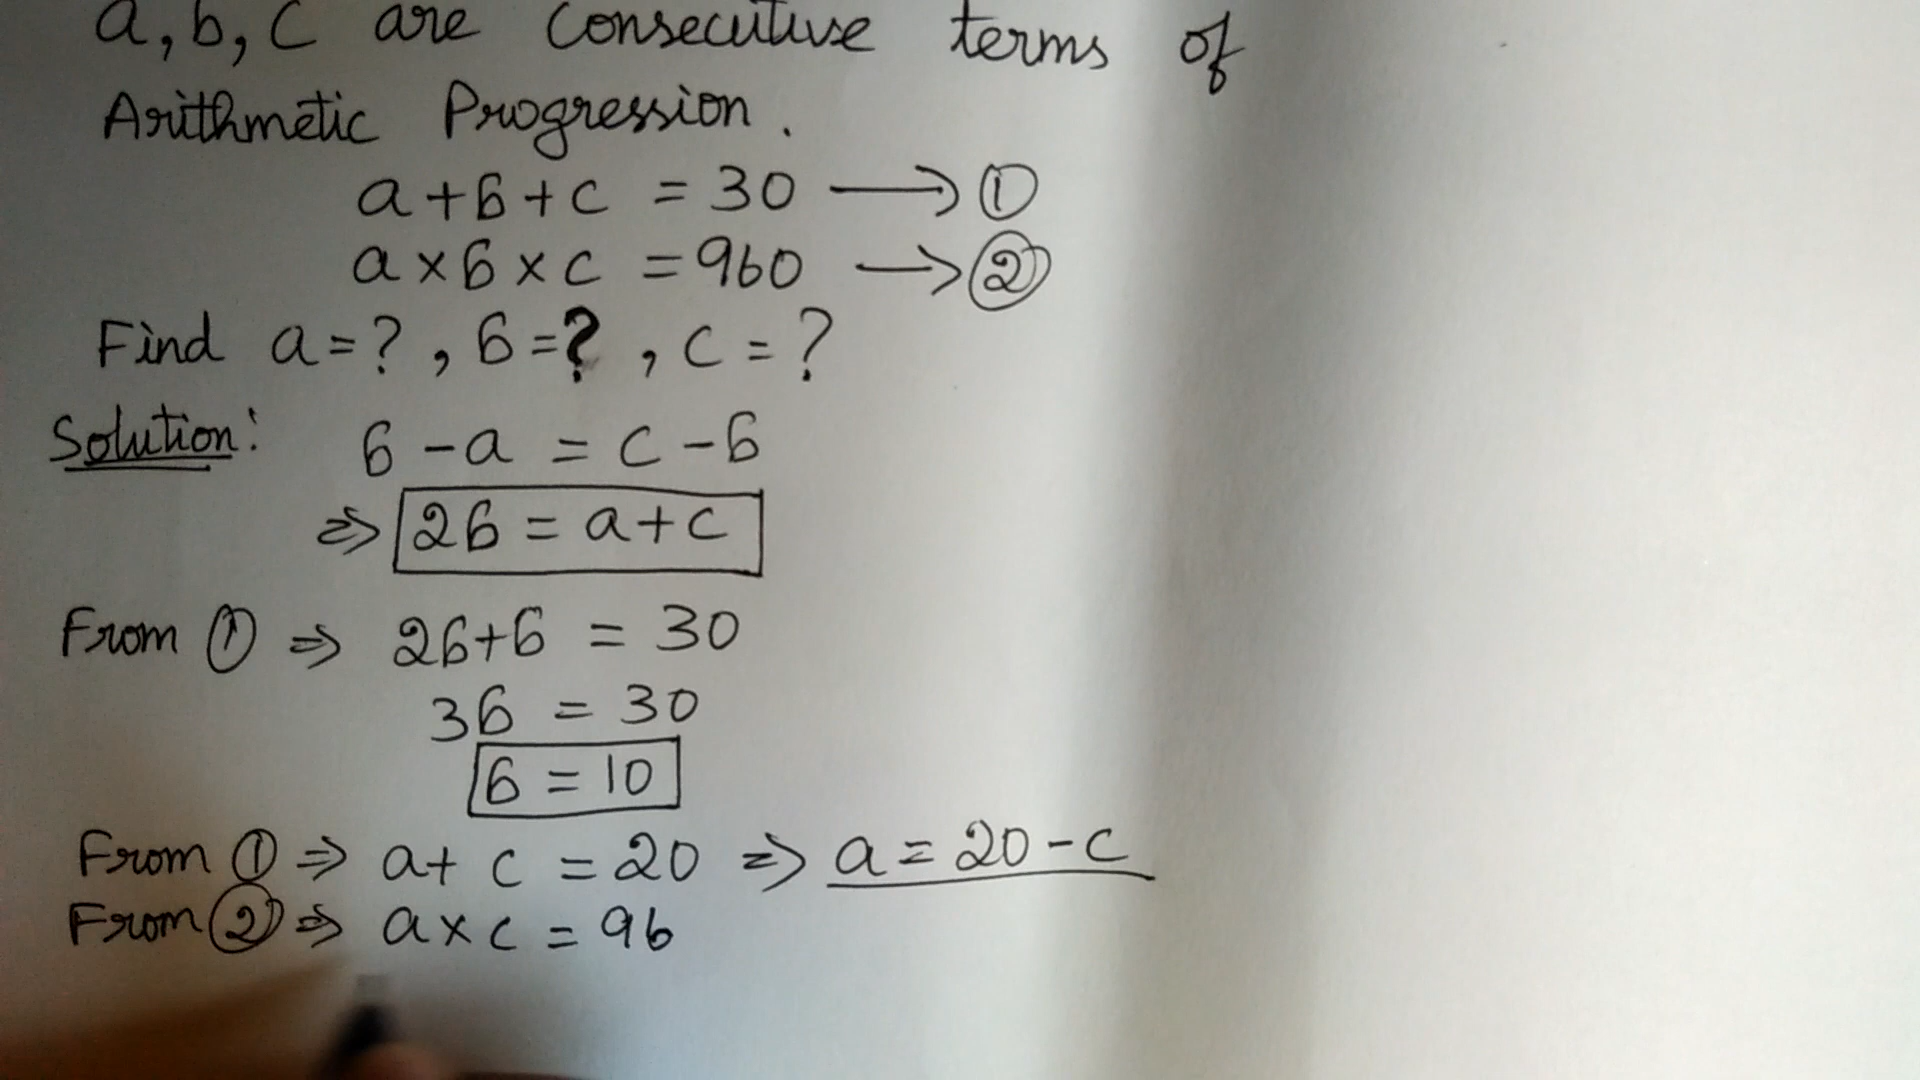 a, b, c are consecutive terms of
Arithmetic Progression.
a + b + c = 30 → ①
a × b × c = 960 → ②
Find a = ?, b = ?, c = ?
Solution: b - a = c - b
⇒ 2b = a + c
From ① ⇒ 2b + b = 30
3b = 30
b = 10
From ① ⇒ a + c = 20 ⇒ a = 20 - c
From ② ⇒ a × c = 96